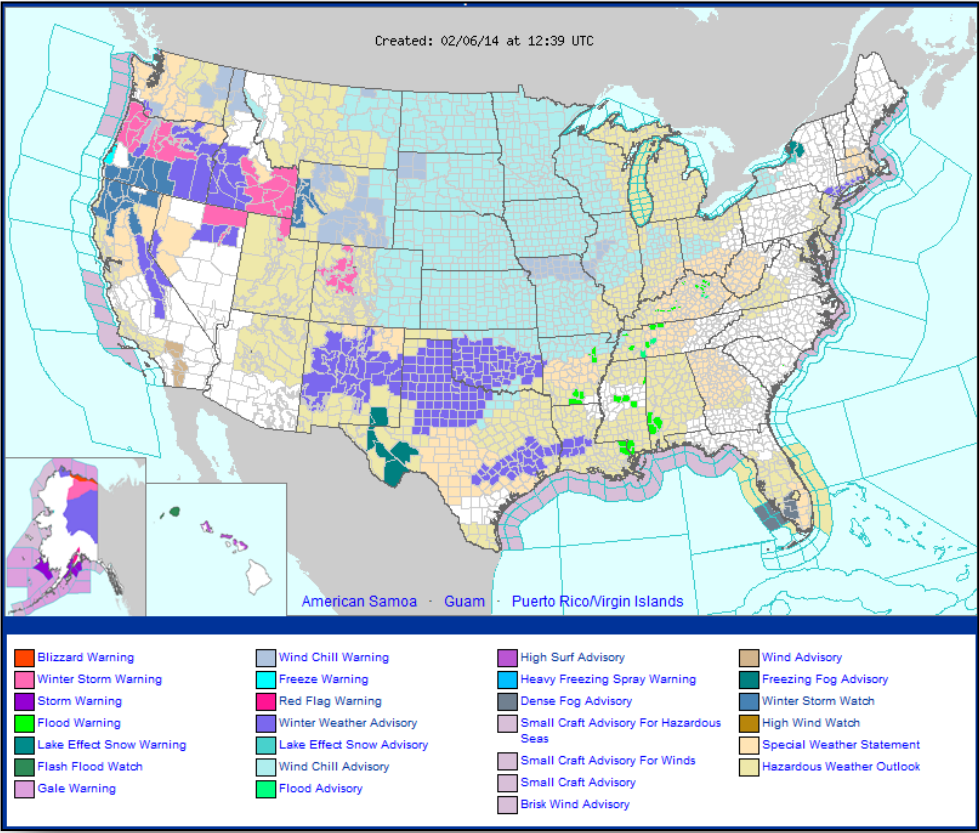 Created: 02/06/14 at 12:39 UTC
American Samoa · Guam · Puerto Rico/Virgin Islands
Blizzard Warning
Winter Storm Warning
Storm Warning
Flood Warning
Lake Effect Snow Warning
Flash Flood Watch
Gale Warning
Wind Chill Warning
Freeze Warning
Red Flag Warning
Winter Weather Advisory
Lake Effect Snow Advisory
Wind Chill Advisory
Flood Advisory
High Surf Advisory
Heavy Freezing Spray Warning
Dense Fog Advisory
Small Craft Advisory For Hazardous
Seas
Small Craft Advisory For Winds
Small Craft Advisory
Brisk Wind Advisory
Wind Advisory
Freezing Fog Advisory
Winter Storm Watch
High Wind Watch
Special Weather Statement
Hazardous Weather Outlook